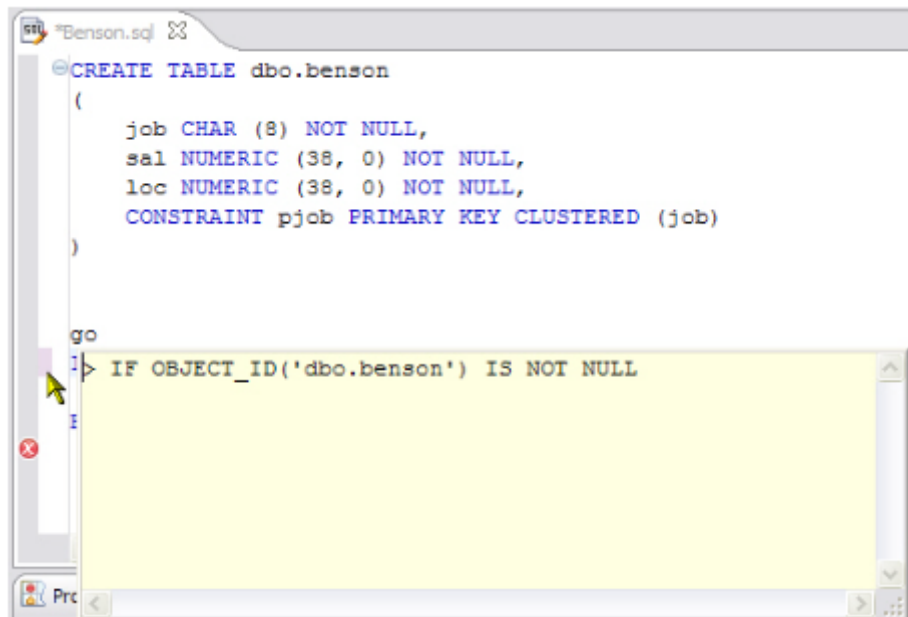 *Benson.sql
CREATE TABLE dbo.benson
(
job CHAR (8) NOT NULL,
sal NUMERIC (38, 0) NOT NULL,
loc NUMERIC (38, 0) NOT NULL,
CONSTRAINT pjob PRIMARY KEY CLUSTERED (job)
)
go
> IF OBJECT_ID('dbo.benson') IS NOT NULL